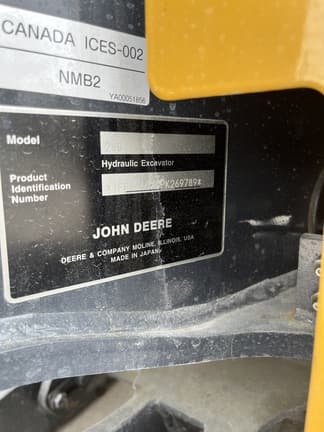 CANADA ICES-002
NMB2
YA00051856
Model
Hydraulic Excavator
Product
Identification
Number
K269789*
JOHN DEERE
DEERE & COMPANY MOLINE, ILLINOIS, USA
MADE IN JAPAN